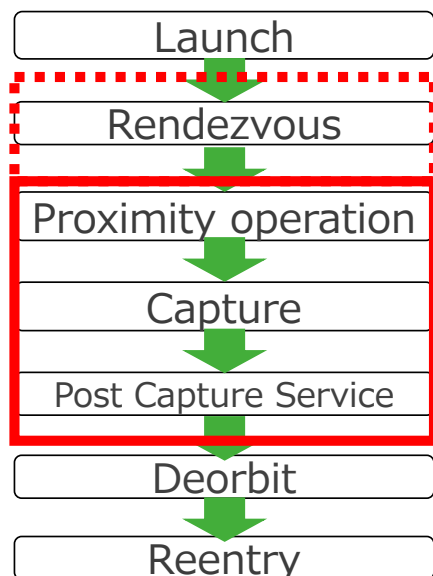 Launch
Rendezvous
Proximity operation
Capture
Post Capture Service
Deorbit
Reentry